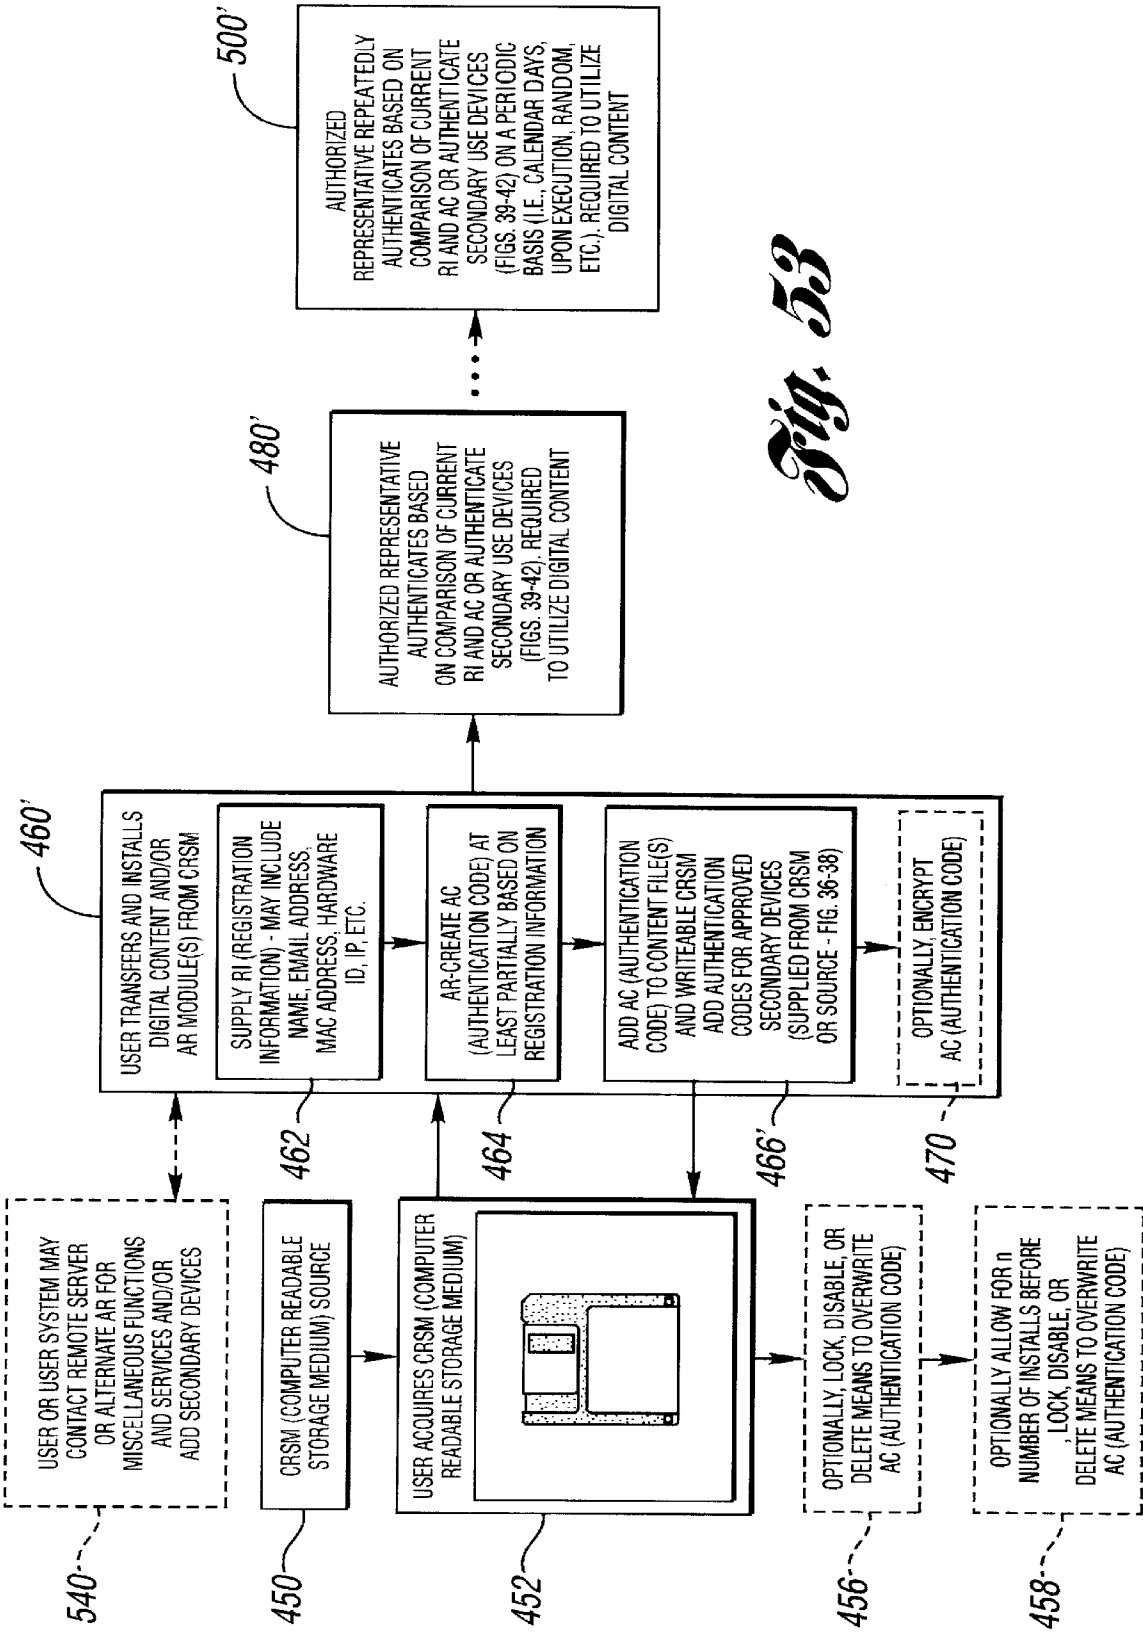 540
USER OR USER SYSTEM MAY
CONTACT REMOTE SERVER
OR ALTERNATE AR FOR
MISCELLANEOUS FUNCTIONS
AND SERVICES AND/OR
ADD SECONDARY DEVICES
450
CRSM (COMPUTER READABLE
STORAGE MEDIUM) SOURCE
452
USER ACQUIRES CRSM (COMPUTER
READABLE STORAGE MEDIUM)
456
OPTIONALLY, LOCK, DISABLE, OR
DELETE MEANS TO OVERWRITE
AC (AUTHENTICATION CODE)
458
OPTIONALLY ALLOW FOR n
NUMBER OF INSTALLS BEFORE
, LOCK, DISABLE, OR
DELETE MEANS TO OVERWRITE
AC (AUTHENTICATION CODE)
460'
USER TRANSFERS AND INSTALLS
DIGITAL CONTENT AND/OR
AR MODULE(S) FROM CRSM
462
SUPPLY RI (REGISTRATION
INFORMATION) - MAY INCLUDE
NAME, EMAIL ADDRESS,
MAC ADDRESS, HARDWARE
ID, IP, ETC.
464
AR-CREATE AC
(AUTHENTICATION CODE) AT
LEAST PARTIALLY BASED ON
REGISTRATION INFORMATION
466'
ADD AC (AUTHENTICATION
CODE) TO CONTENT FILE(S)
AND WRITEABLE CRSM
ADD AUTHENTICATION
CODES FOR APPROVED
SECONDARY DEVICES
(SUPPLIED FROM CRSM
OR SOURCE - FIG. 36-38)
470
OPTIONALLY, ENCRYPT
AC (AUTHENTICATION CODE)
480'
AUTHORIZED REPRESENTATIVE
AUTHENTICATES BASED
ON COMPARISON OF CURRENT
RI AND AC OR AUTHENTICATE
SECONDARY USE DEVICES
(FIGS. 39-42). REQUIRED
TO UTILIZE DIGITAL CONTENT
500'
AUTHORIZED
REPRESENTATIVE REPEATEDLY
AUTHENTICATES BASED ON
COMPARISON OF CURRENT
RI AND AC OR AUTHENTICATE
SECONDARY USE DEVICES
(FIGS. 39-42) ON A PERIODIC
BASIS (I.E., CALENDAR DAYS,
UPON EXECUTION, RANDOM,
ETC.). REQUIRED TO UTILIZE
DIGITAL CONTENT
Fig. 53